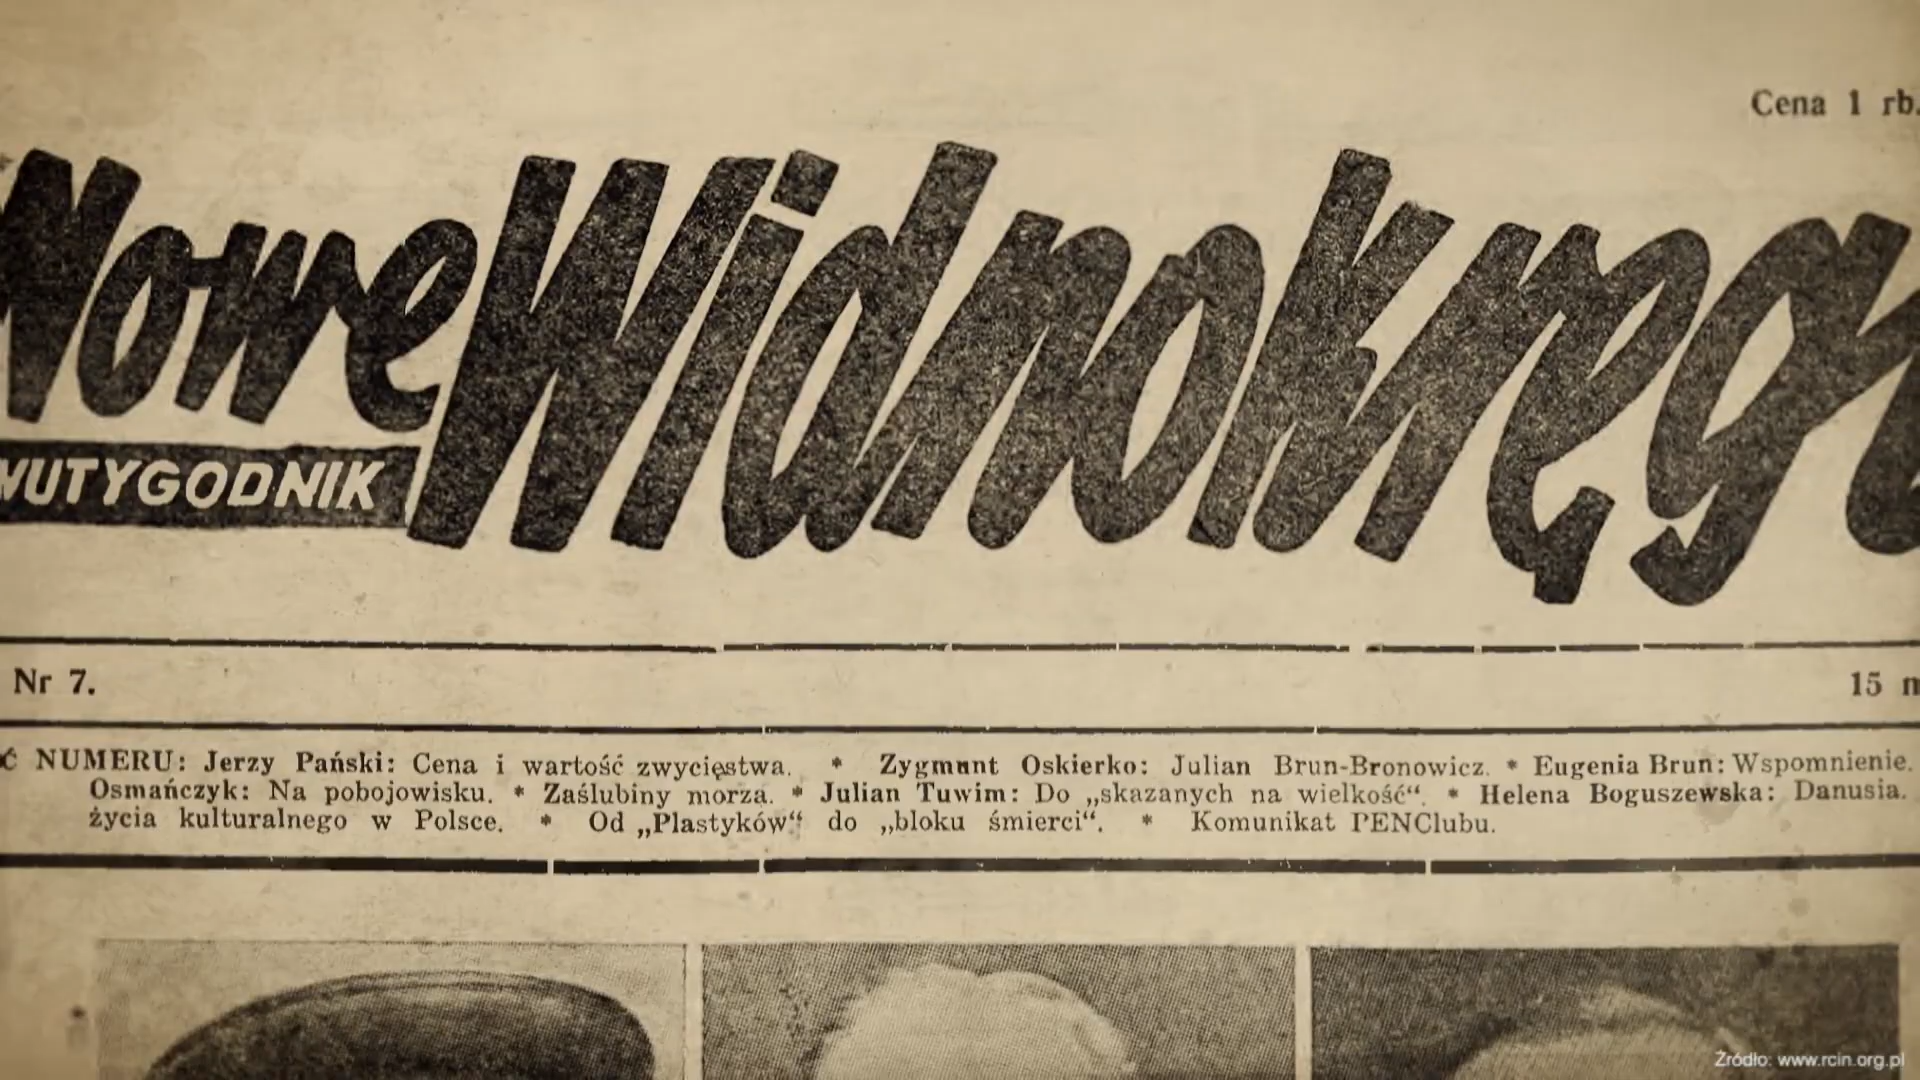 Cena 1 rb.
Nowe Widnokręgi
WUTYGODNIK
Nr 7.
15 m
Ć NUMERU: Jerzy Pański: Cena i wartość zwycięstwa. * Zygmunt Oskierko: Julian Brun-Bronowicz. * Eugenia Brun: Wspomnienie.
Osmańczyk: Na pobojowisku. * Zaślubiny morza. * Julian Tuwim: Do „skazanych na wielkość“. * Helena Boguszewska: Danusia.
życia kulturalnego w Polsce. * Od „Plastyków“ do „bloku śmierci“. * Komunikat PENClubu.
Źródło: www.rcin.org.pl